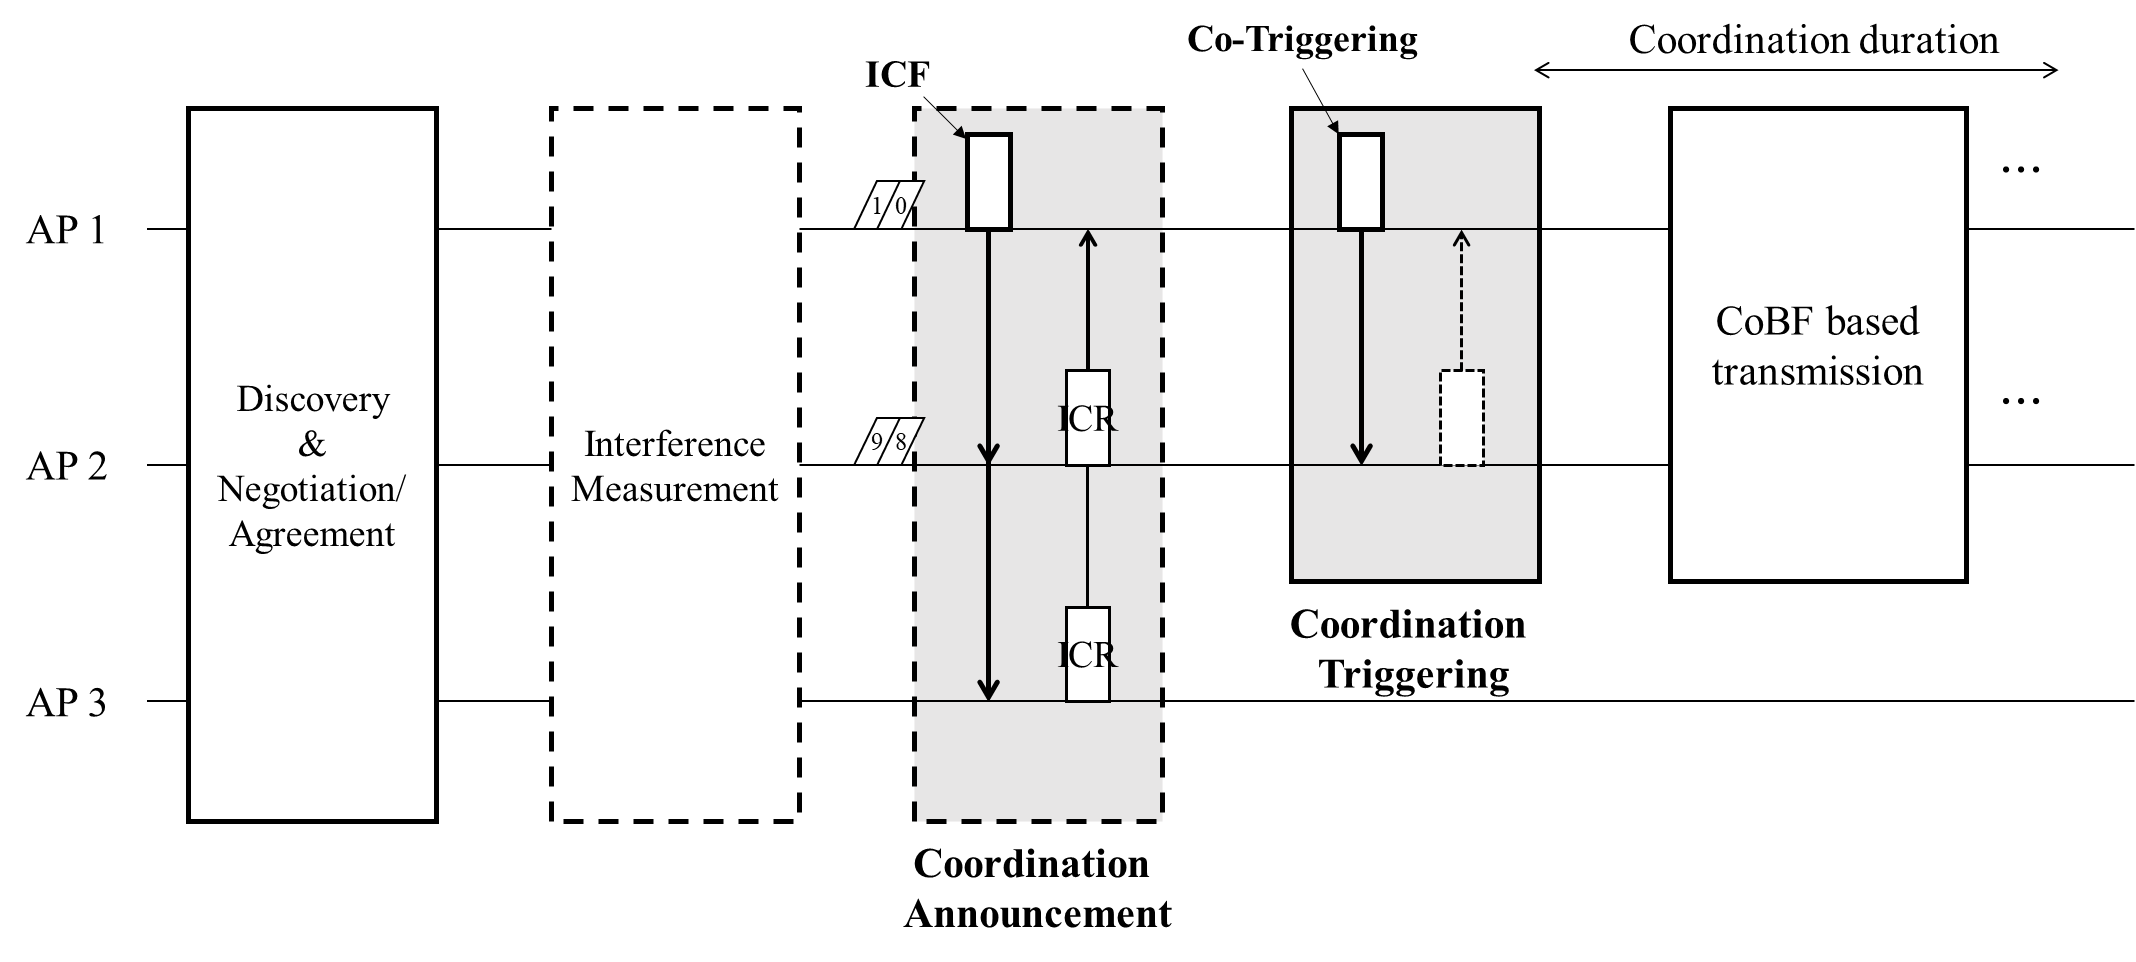 Co-Triggering
Coordination duration
ICF
...
1 0
AP 1
CoBF based
transmission
Discovery
&
Negotiation/
Agreement
Interference
Measurement
ICR
...
9 8
AP 2
Coordination
Triggering
ICR
AP 3
Coordination
Announcement